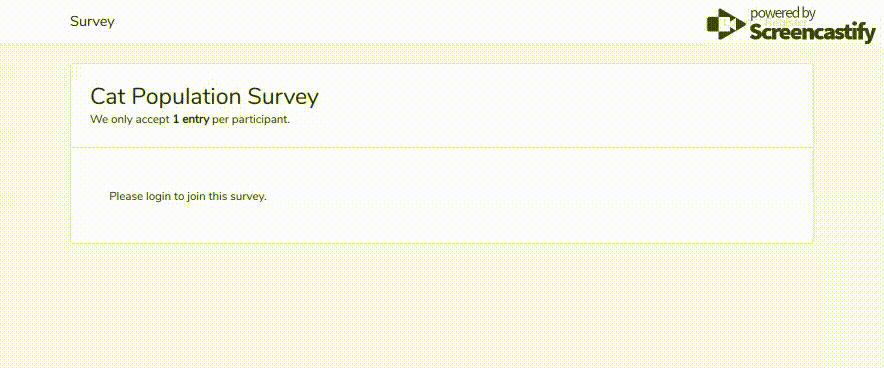 Survey
powered by
Screencastify
Cat Population Survey
We only accept 1 entry per participant.
Please login to join this survey.